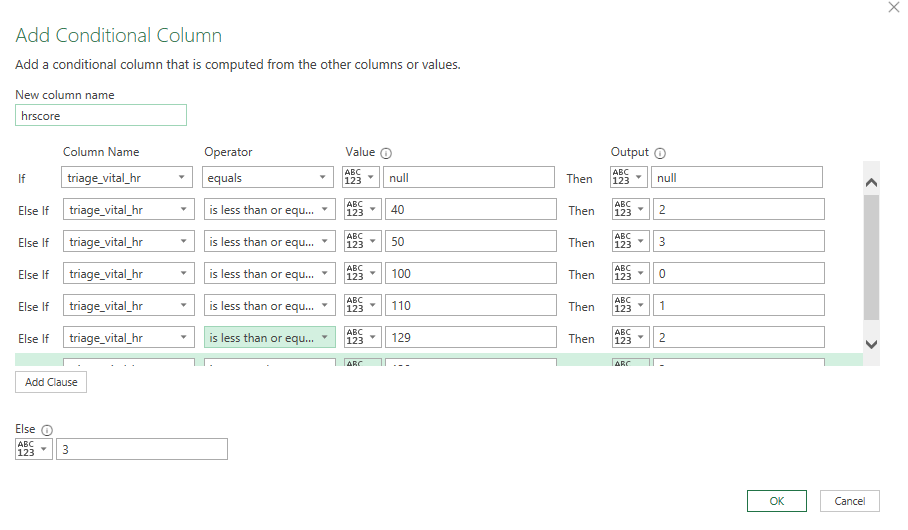 Add Conditional Column
Add a conditional column that is computed from the other columns or values.
New column name
hrscore
Column Name Operator Value Output
If triage_vital_hr equals ABC 123 null Then ABC 123 null
Else If triage_vital_hr is less than or equ... ABC 123 40 Then ABC 123 2
Else If triage_vital_hr is less than or equ... ABC 123 50 Then ABC 123 3
Else If triage_vital_hr is less than or equ... ABC 123 100 Then ABC 123 0
Else If triage_vital_hr is less than or equ... ABC 123 110 Then ABC 123 1
Else If triage_vital_hr is less than or equ... ABC 123 129 Then ABC 123 2
ABC ABC
Add Clause
Else
ABC 123 3
OK Cancel